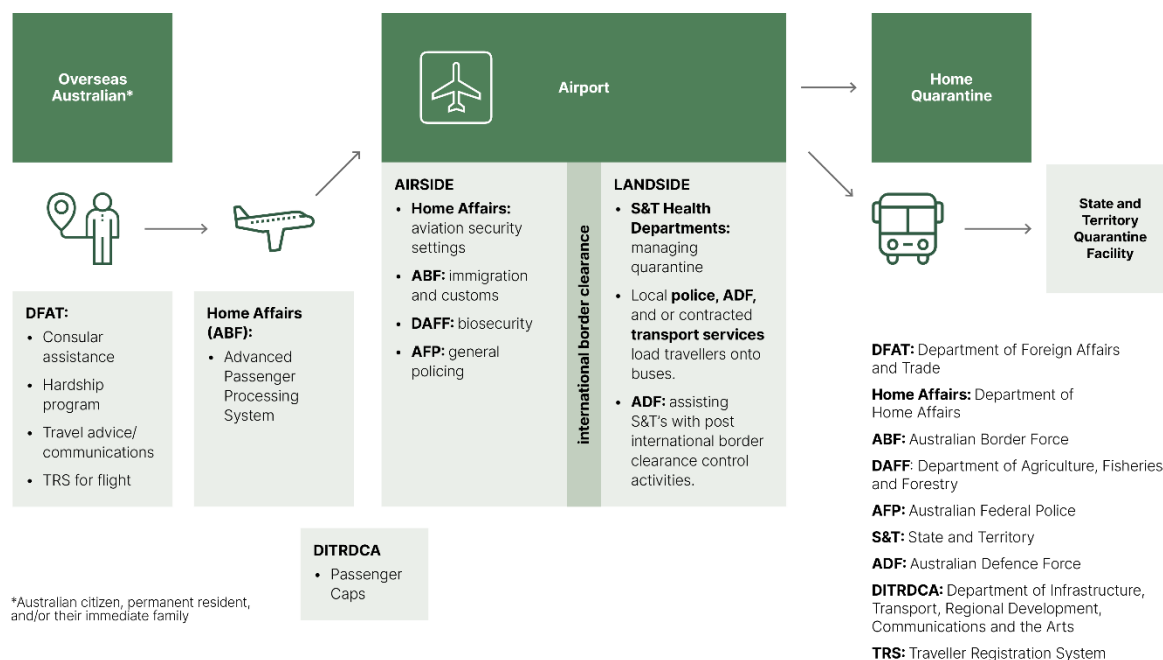 Overseas
Australian*
Airport
Home
Quarantine
DFAT:
• Consular
assistance
• Hardship
program
• Travel advice/
communications
• TRS for flight
Home Affairs
(ABF):
• Advanced
Passenger
Processing
System
AIRSIDE
• Home Affairs:
aviation security
settings
• ABF: immigration
and customs
• DAFF: biosecurity
• AFP: general
policing
international border clearance
LANDSIDE
• S&T Health
Departments:
managing
quarantine
• Local police, ADF,
and or contracted
transport services
load travellers onto
buses.
• ADF: assisting
S&T's with post
international border
clearance control
activities.
State and
Territory
Quarantine
Facility
DITRDCA
• Passenger
Caps
*Australian citizen, permanent resident,
and/or their immediate family
DFAT: Department of Foreign Affairs
and Trade
Home Affairs: Department of
Home Affairs
ABF: Australian Border Force
DAFF: Department of Agriculture, Fisheries
and Forestry
AFP: Australian Federal Police
S&T: State and Territory
ADF: Australian Defence Force
DITRDCA: Department of Infrastructure,
Transport, Regional Development,
Communications and the Arts
TRS: Traveller Registration System